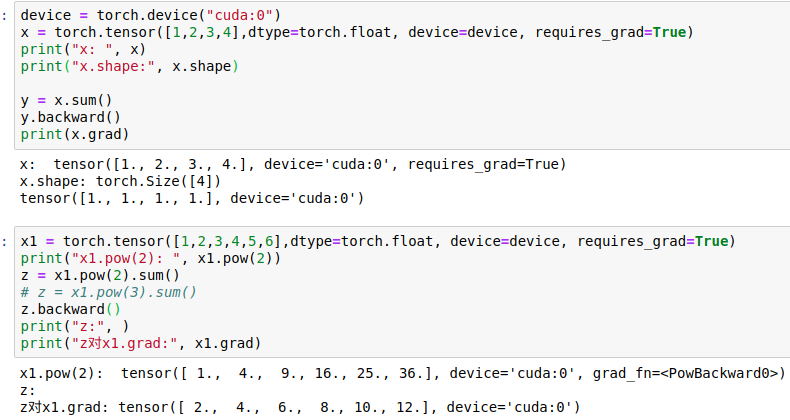 : device = torch.device("cuda:0")
x = torch.tensor([1,2,3,4],dtype=torch.float, device=device, requires_grad=True)
print("x: ", x)
print("x.shape:", x.shape)
y = x.sum()
y.backward()
print(x.grad)
x:  tensor([1., 2., 3., 4.], device='cuda:0', requires_grad=True)
x.shape: torch.Size([4])
tensor([1., 1., 1., 1.], device='cuda:0')
: x1 = torch.tensor([1,2,3,4,5,6],dtype=torch.float, device=device, requires_grad=True)
print("x1.pow(2): ", x1.pow(2))
z = x1.pow(2).sum()
# z = x1.pow(3).sum()
z.backward()
print("z:", )
print("z对x1.grad:", x1.grad)
x1.pow(2):  tensor([ 1.,  4.,  9., 16., 25., 36.], device='cuda:0', grad_fn=<PowBackward0>)
z:
z对x1.grad: tensor([ 2.,  4.,  6.,  8., 10., 12.], device='cuda:0')